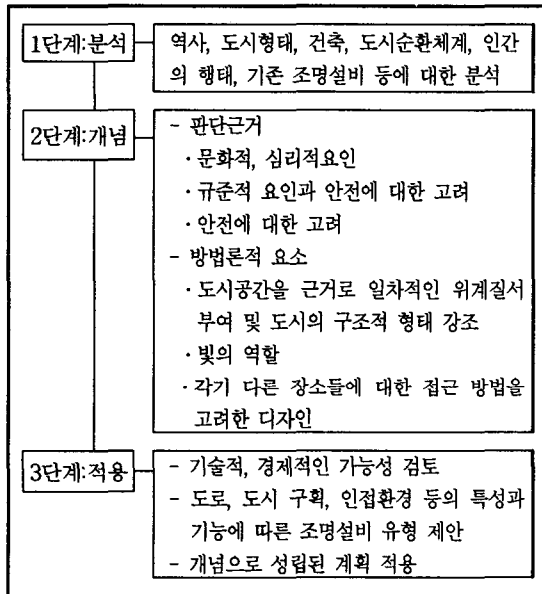 1단계:분석
역사, 도시형태, 건축, 도시순환체계, 인간
의 행태, 기존 조명설비 등에 대한 분석
2단계:개념
- 판단근거
· 문화적, 심리적요인
· 규준적 요인과 안전에 대한 고려
· 안전에 대한 고려
- 방법론적 요소
· 도시공간을 근거로 일차적인 위계질서
부여 및 도시의 구조적 형태 강조
· 빛의 역할
· 각기 다른 장소들에 대한 접근 방법을
고려한 디자인
3단계:적용
- 기술적, 경제적인 가능성 검토
- 도로, 도시 구획, 인접환경 등의 특성과
기능에 따른 조명설비 유형 제안
- 개념으로 성립된 계획 적용